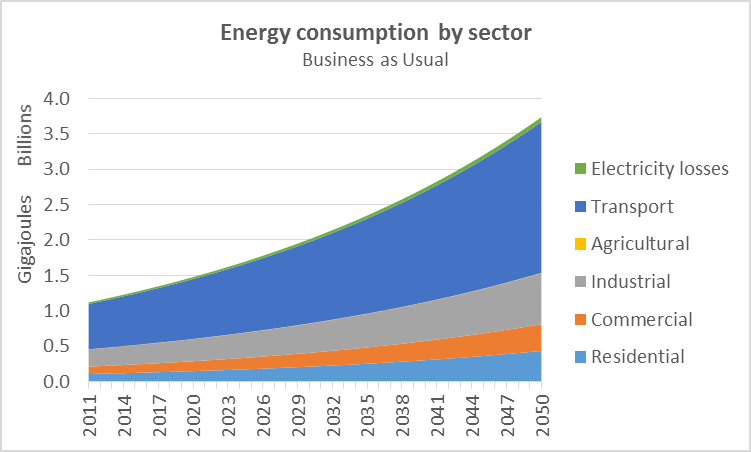 Energy consumption by sector
Business as Usual
Gigajoules Billions
4.0
3.5
3.0
2.5
2.0
1.5
1.0
0.5
0.0
2011
2014
2017
2020
2023
2026
2029
2032
2035
2038
2041
2044
2047
2050
Electricity losses
Transport
Agricultural
Industrial
Commercial
Residential